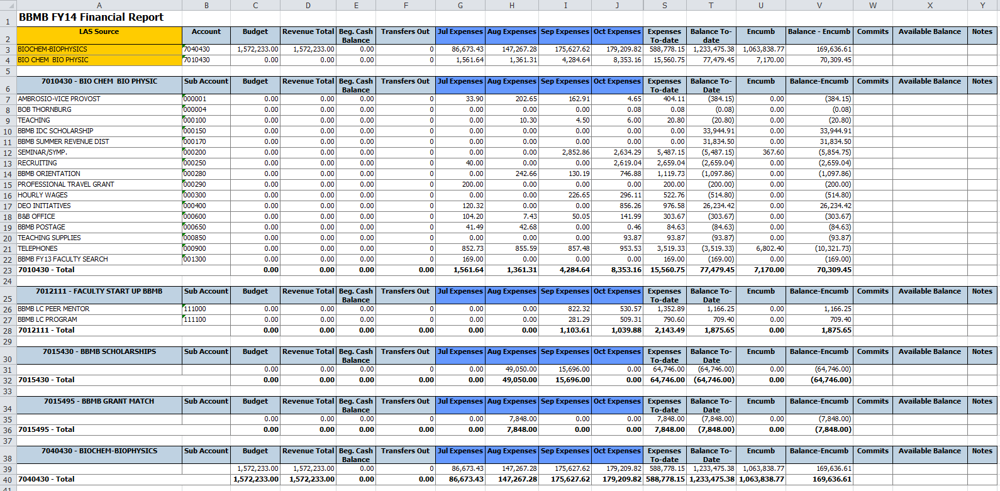 A B C D E F G H I J S T U V W X Y
1 BBMB FY14 Financial Report
2 LAS Source Account Budget Revenue Total Beg. Cash Balance Transfers Out Jul Expenses Aug Expenses Sep Expenses Oct Expenses Expenses To-date Balance To-date Encumb Balance - Encumb Commits Available Balance Notes
3 BIOCHEM-BIOPHYSICS 7040430 1,572,233.00 1,572,233.00 0.00 0 86,673.43 147,267.28 175,627.62 179,209.82 588,778.15 1,233,475.38 1,063,838.77 169,636.61
4 BIO CHEM BIO PHYSIC 7010430 0.00 0.00 0.00 0 1,561.64 1,361.31 4,284.64 8,353.16 15,560.75 77,479.45 7,170.00 70,309.45
5
6 7010430 - BIO CHEM BIO PHYSIC Sub Account Budget Revenue Total Beg. Cash Balance Transfers Out Jul Expenses Aug Expenses Sep Expenses Oct Expenses Expenses To-date Balance To-Date Encumb Balance-Encumb Commits Available Balance Notes
7 AMBROSIO-VICE PROVOST 000001 0.00 0.00 0.00 0 33.90 202.65 162.91 4.65 404.11 (384.15) 0.00 (384.15)
8 BOB THORNBURG 000004 0.00 0.00 0.00 0 0.00 0.00 0.00 0.08 0.08 (0.08) 0.00 (0.08)
9 TEACHING 000100 0.00 0.00 0.00 0 0.00 10.30 4.50 6.00 20.80 (20.80) 0.00 (20.80)
10 BBMB IDC SCHOLARSHIP 000150 0.00 0.00 0.00 0 0.00 0.00 0.00 0.00 0.00 33,944.91 0.00 33,944.91
11 BBMB SUMMER REVENUE DIST 000170 0.00 0.00 0.00 0 0.00 0.00 0.00 0.00 0.00 31,834.50 0.00 31,834.50
12 SEMINAR/SYMP. 000200 0.00 0.00 0.00 0 0.00 0.00 2,852.86 2,634.29 5,487.15 (5,487.15) 367.60 (5,854.75)
13 RECRUITING 000250 0.00 0.00 0.00 0 40.00 0.00 0.00 2,619.04 2,659.04 (2,659.04) 0.00 (2,659.04)
14 BBMB ORIENTATION 000280 0.00 0.00 0.00 0 0.00 242.66 130.19 746.88 1,119.73 (1,097.86) 0.00 (1,097.86)
15 PROFESSIONAL TRAVEL GRANT 000290 0.00 0.00 0.00 0 200.00 0.00 0.00 0.00 200.00 (200.00) 0.00 (200.00)
16 HOURLY WAGES 000300 0.00 0.00 0.00 0 0.00 0.00 226.65 296.11 522.76 (514.80) 0.00 (514.80)
17 DEO INITIATIVES 000400 0.00 0.00 0.00 0 120.32 0.00 0.00 856.26 976.58 26,234.42 0.00 26,234.42
18 B&B OFFICE 000600 0.00 0.00 0.00 0 104.20 7.43 50.05 141.99 303.67 (303.67) 0.00 (303.67)
19 BBMB POSTAGE 000650 0.00 0.00 0.00 0 41.49 42.68 0.00 0.46 84.63 (84.63) 0.00 (84.63)
20 TEACHING SUPPLIES 000850 0.00 0.00 0.00 0 0.00 0.00 0.00 93.87 93.87 (93.87) 0.00 (93.87)
21 TELEPHONES 000900 0.00 0.00 0.00 0 852.73 855.59 857.48 953.53 3,519.33 (3,519.33) 6,802.40 (10,321.73)
22 BBMB FY13 FACULTY SEARCH 001300 0.00 0.00 0.00 0 169.00 0.00 0.00 0.00 169.00 (169.00) 0.00 (169.00)
23 7010430 - Total 0.00 0.00 0.00 0.00 1,561.64 1,361.31 4,284.64 8,353.16 15,560.75 77,479.45 7,170.00 70,309.45
24
25 7012111 - FACULTY START UP BBMB Sub Account Budget Revenue Total Beg. Cash Balance Transfers Out Jul Expenses Aug Expenses Sep Expenses Oct Expenses Expenses To-date Balance To-Date Encumb Balance-Encumb Commits Available Balance Notes
26 BBMB LC PEER MENTOR 111000 0.00 0.00 0.00 0 0.00 0.00 822.32 530.57 1,352.89 1,166.25 0.00 1,166.25
27 BBMB LC PROGRAM 111100 0.00 0.00 0.00 0 0.00 0.00 281.29 509.31 790.60 709.40 0.00 709.40
28 7012111 - Total 0.00 0.00 0.00 0.00 0.00 1,103.61 1,039.88 2,143.49 1,875.65 0.00 1,875.65
29
30 7015430 - BBMB SCHOLARSHIPS Sub Account Budget Revenue Total Beg. Cash Balance Transfers Out Jul Expenses Aug Expenses Sep Expenses Oct Expenses Expenses To-date Balance To-Date Encumb Balance-Encumb Commits Available Balance Notes
31 0.00 0.00 0.00 0 0.00 49,050.00 15,696.00 0.00 64,746.00 (64,746.00) 0.00 (64,746.00)
32 7015430 - Total 0.00 0.00 0.00 0.00 0.00 49,050.00 15,696.00 0.00 64,746.00 (64,746.00) 0.00 (64,746.00)
33
34 7015495 - BBMB GRANT MATCH Sub Account Budget Revenue Total Beg. Cash Balance Transfers Out Jul Expenses Aug Expenses Sep Expenses Oct Expenses Expenses To-date Balance To-Date Encumb Balance-Encumb Commits Available Balance Notes
35 0.00 0.00 0.00 0 0.00 7,848.00 0.00 0.00 7,848.00 (7,848.00) 0.00 (7,848.00)
36 7015495 - Total 0.00 0.00 0.00 0.00 0.00 7,848.00 0.00 0.00 7,848.00 (7,848.00) 0.00 (7,848.00)
37
38 7040430 - BIOCHEM-BIOPHYSICS Sub Account Budget Revenue Total Beg. Cash Balance Transfers Out Jul Expenses Aug Expenses Sep Expenses Oct Expenses Expenses To-date Balance To-Date Encumb Balance-Encumb Commits Available Balance Notes
39 1,572,233.00 1,572,233.00 0.00 0 86,673.43 147,267.28 175,627.62 179,209.82 588,778.15 1,233,475.38 1,063,838.77 169,636.61
40 7040430 - Total 1,572,233.00 1,572,233.00 0.00 0.00 86,673.43 147,267.28 175,627.62 179,209.82 588,778.15 1,233,475.38 1,063,838.77 169,636.61